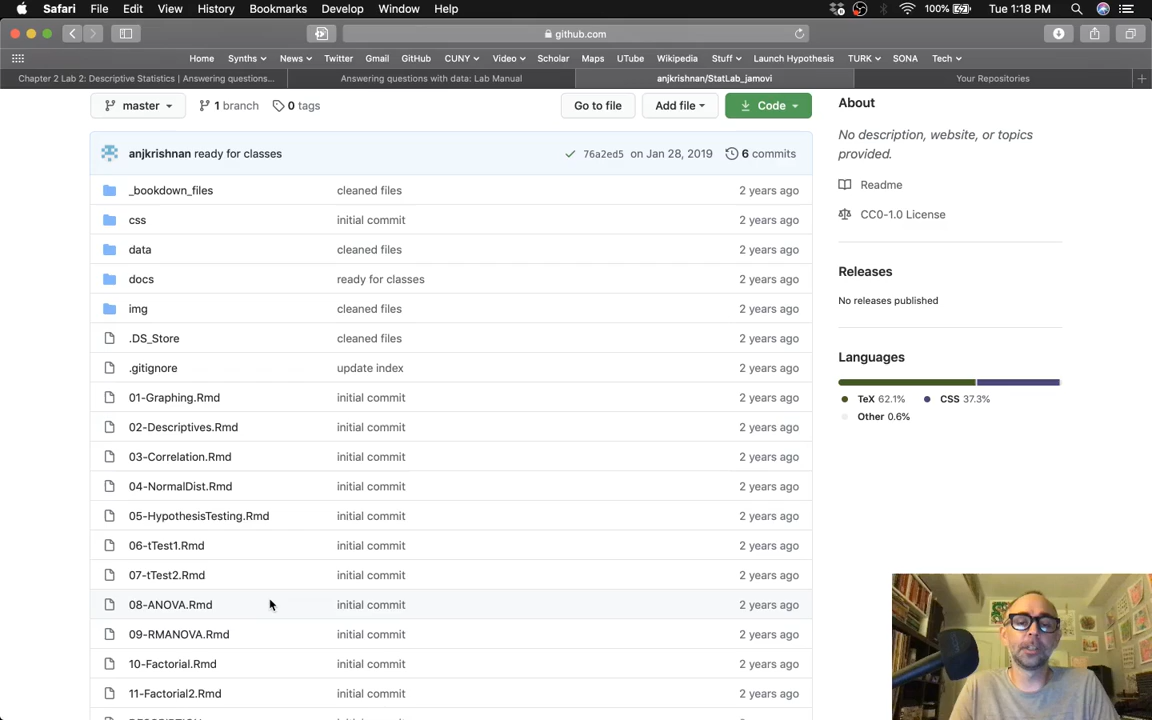 Safari File Edit View History Bookmarks Develop Window Help 100% Tue 1:18 PM
github.com
Home Synths News Twitter Gmail GitHub CUNY Video Scholar Maps UTube Wikipedia Stuff Launch Hypothesis TURK SONA Tech
Chapter 2 Lab 2: Descriptive Statistics | Answering questions... Answering questions with data: Lab Manual anjkrishnan/StatLab_jamovi Your Repositories
master 1 branch 0 tags Go to file Add file Code
anjkrishnan ready for classes 76a2ed5 on Jan 28, 2019 6 commits
_bookdown_files cleaned files 2 years ago
css initial commit 2 years ago
data cleaned files 2 years ago
docs ready for classes 2 years ago
img cleaned files 2 years ago
.DS_Store cleaned files 2 years ago
.gitignore update index 2 years ago
01-Graphing.Rmd initial commit 2 years ago
02-Descriptives.Rmd initial commit 2 years ago
03-Correlation.Rmd initial commit 2 years ago
04-NormalDist.Rmd initial commit 2 years ago
05-HypothesisTesting.Rmd initial commit 2 years ago
06-tTest1.Rmd initial commit 2 years ago
07-tTest2.Rmd initial commit 2 years ago
08-ANOVA.Rmd initial commit 2 years ago
09-RMANOVA.Rmd initial commit 2 years ago
10-Factorial.Rmd initial commit 2 years ago
11-Factorial2.Rmd initial commit 2 years ago
About
No description, website, or topics
provided.
Readme
CC0-1.0 License
Releases
No releases published
Languages
TeX 62.1% CSS 37.3%
Other 0.6%